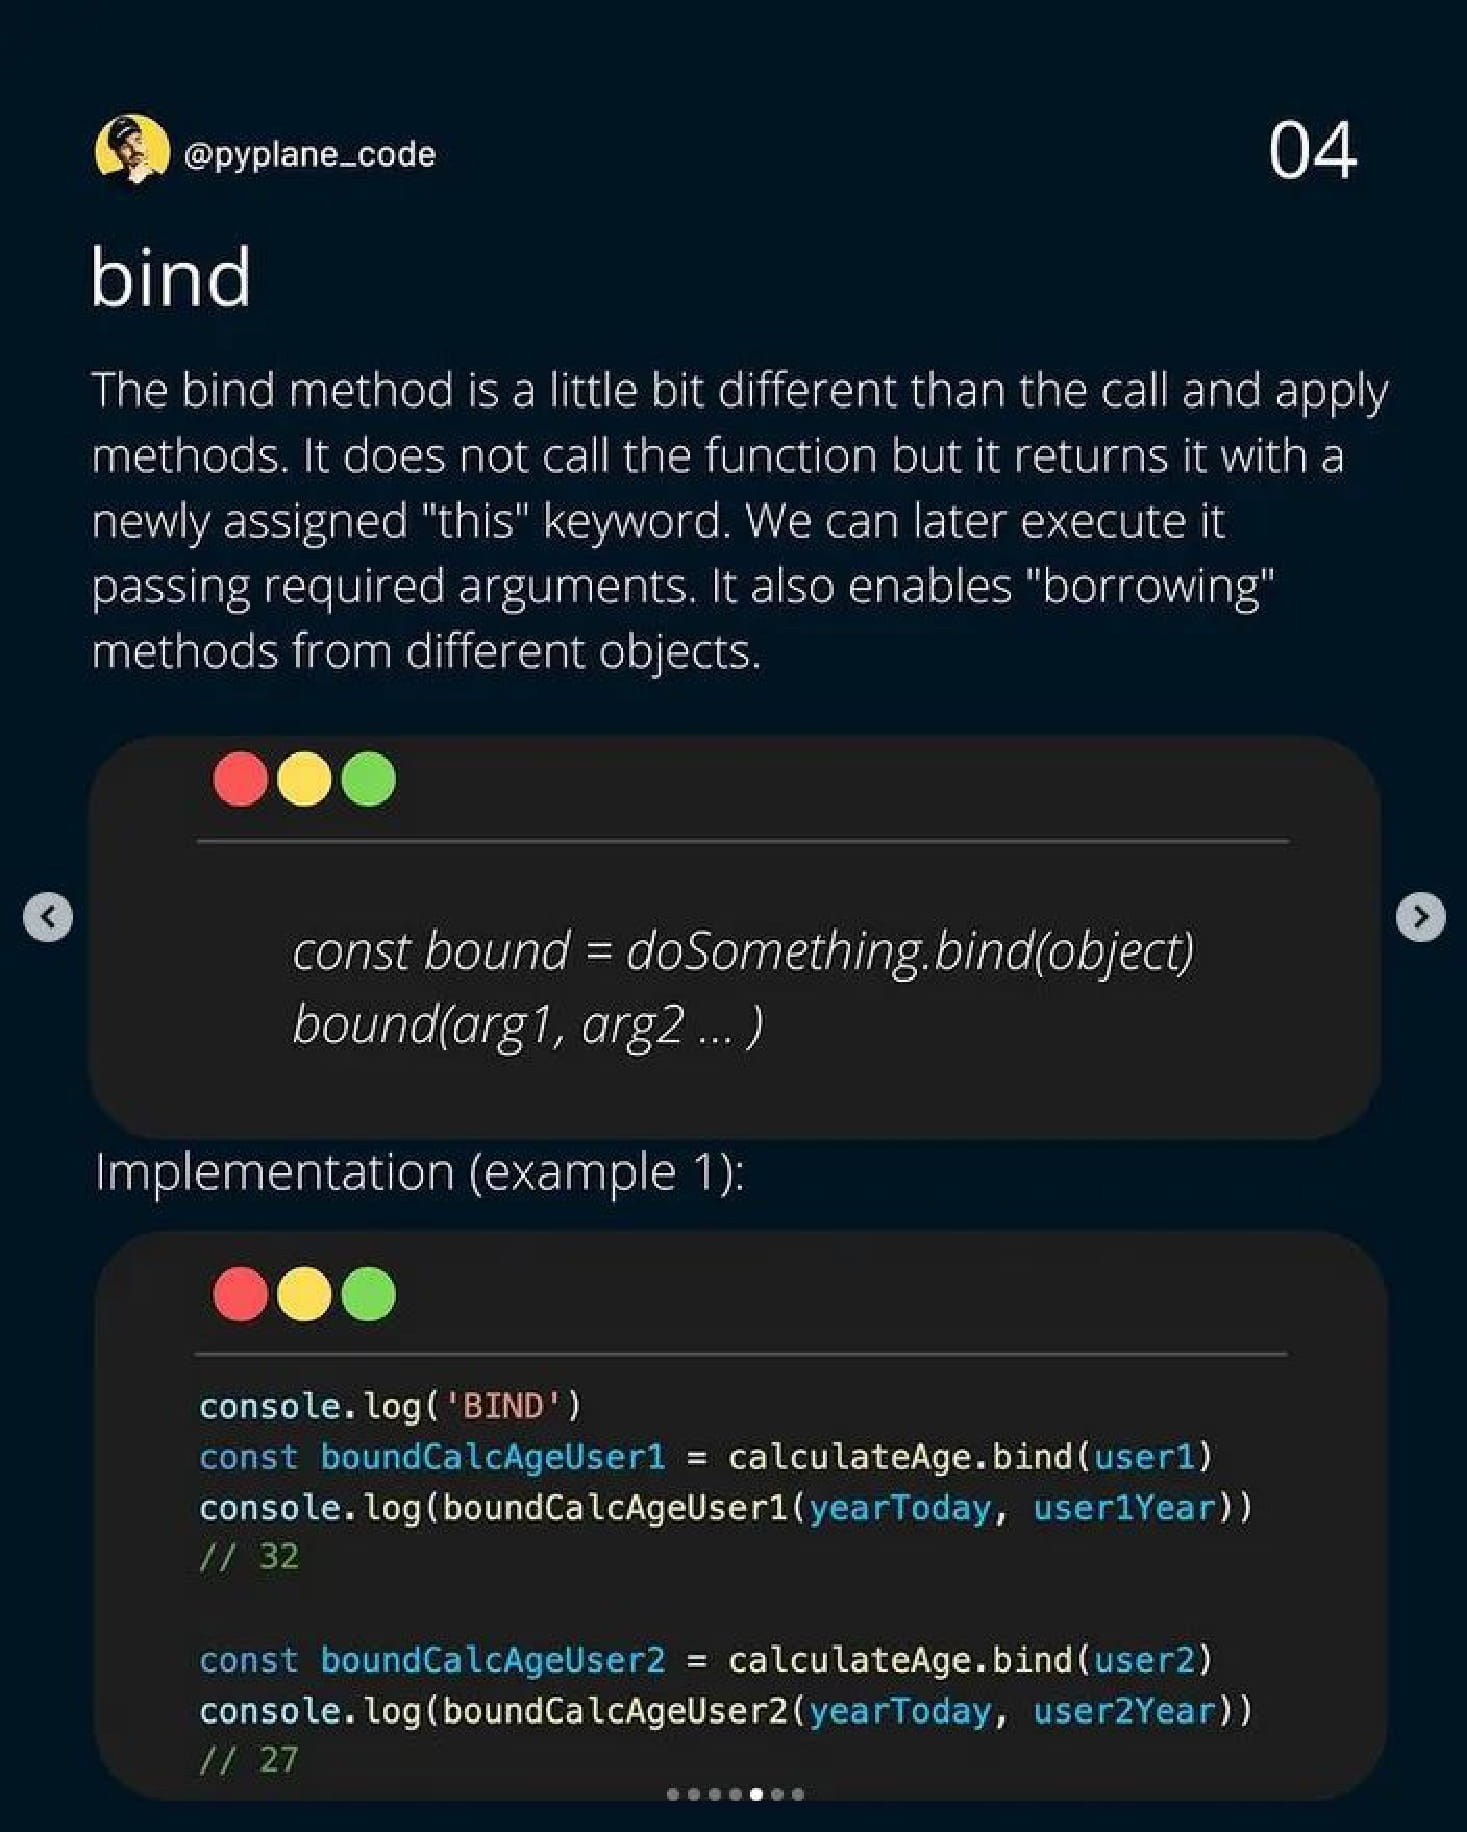 @pyplane_code
04
bind
The bind method is a little bit different than the call and apply
methods. It does not call the function but it returns it with a
newly assigned "this" keyword. We can later execute it
passing required arguments. It also enables "borrowing"
methods from different objects.
const bound = doSomething.bind(object)
bound(arg1, arg2 ... )
Implementation (example 1):
console.log('BIND')
const boundCalcAgeUser1 = calculateAge.bind(user1)
console.log(boundCalcAgeUser1(yearToday, user1Year))
// 32
const boundCalcAgeUser2 = calculateAge.bind(user2)
console.log(boundCalcAgeUser2(yearToday, user2Year))
// 27